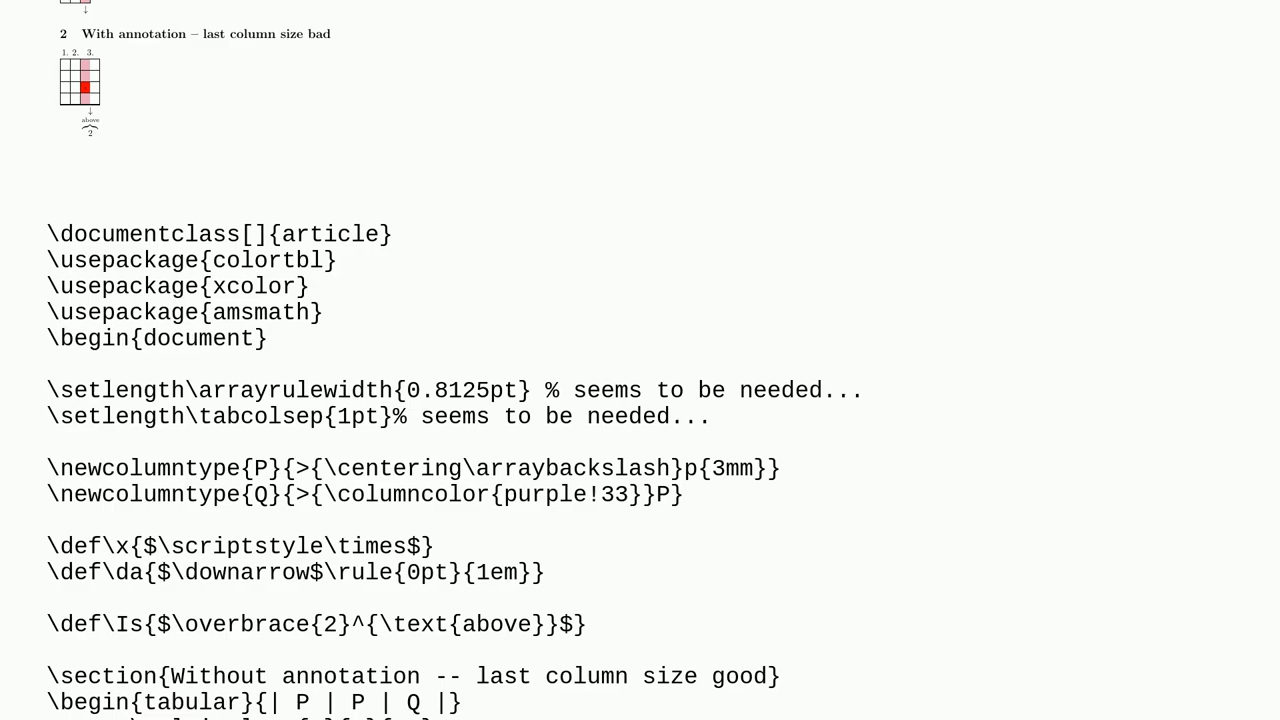 ↓
2 With annotation – last column size bad
1. 2. 3.
↓
above
2
\documentclass[]{article}
\usepackage{colortbl}
\usepackage{xcolor}
\usepackage{amsmath}
\begin{document}
\setlength\arrayrulewidth{0.8125pt} % seems to be needed...
\setlength\tabcolsep{1pt}% seems to be needed...
\newcolumntype{P}{>{\centering\arraybackslash}p{3mm}}
\newcolumntype{Q}{>{\columncolor{purple!33}}P}
\def\x{$\scriptstyle\times$}
\def\da{$\downarrow$\rule{0pt}{1em}}
\def\Is{$\overbrace{2}^{\text{above}}$}
\section{Without annotation -- last column size good}
\begin{tabular}{| P | P | Q |}